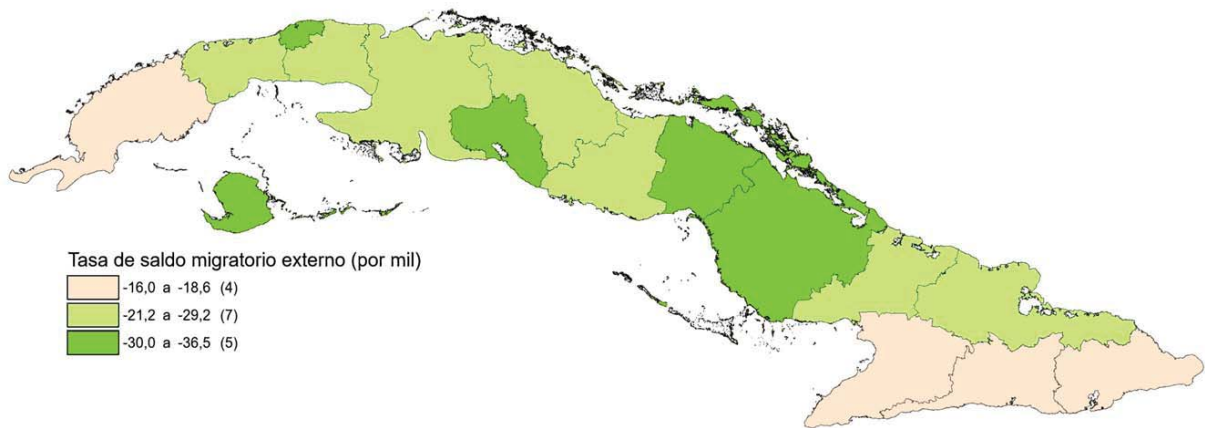 Tasa de saldo migratorio externo (por mil)
-16,0 a -18,6 (4)
-21,2 a -29,2 (7)
-30,0 a -36,5 (5)